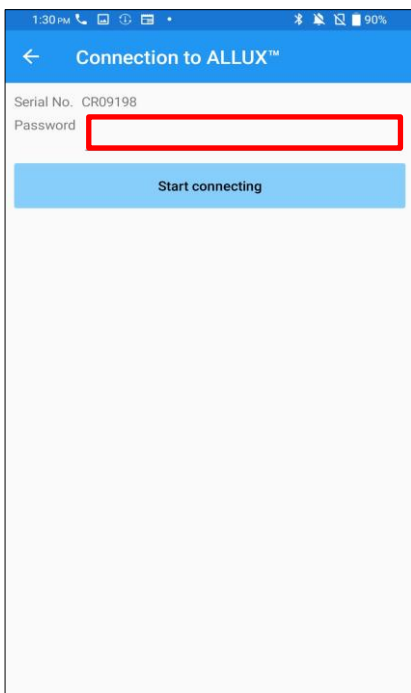 1:30 PM 90%
Connection to ALLUX™
Serial No. CR09198
Password
Start connecting